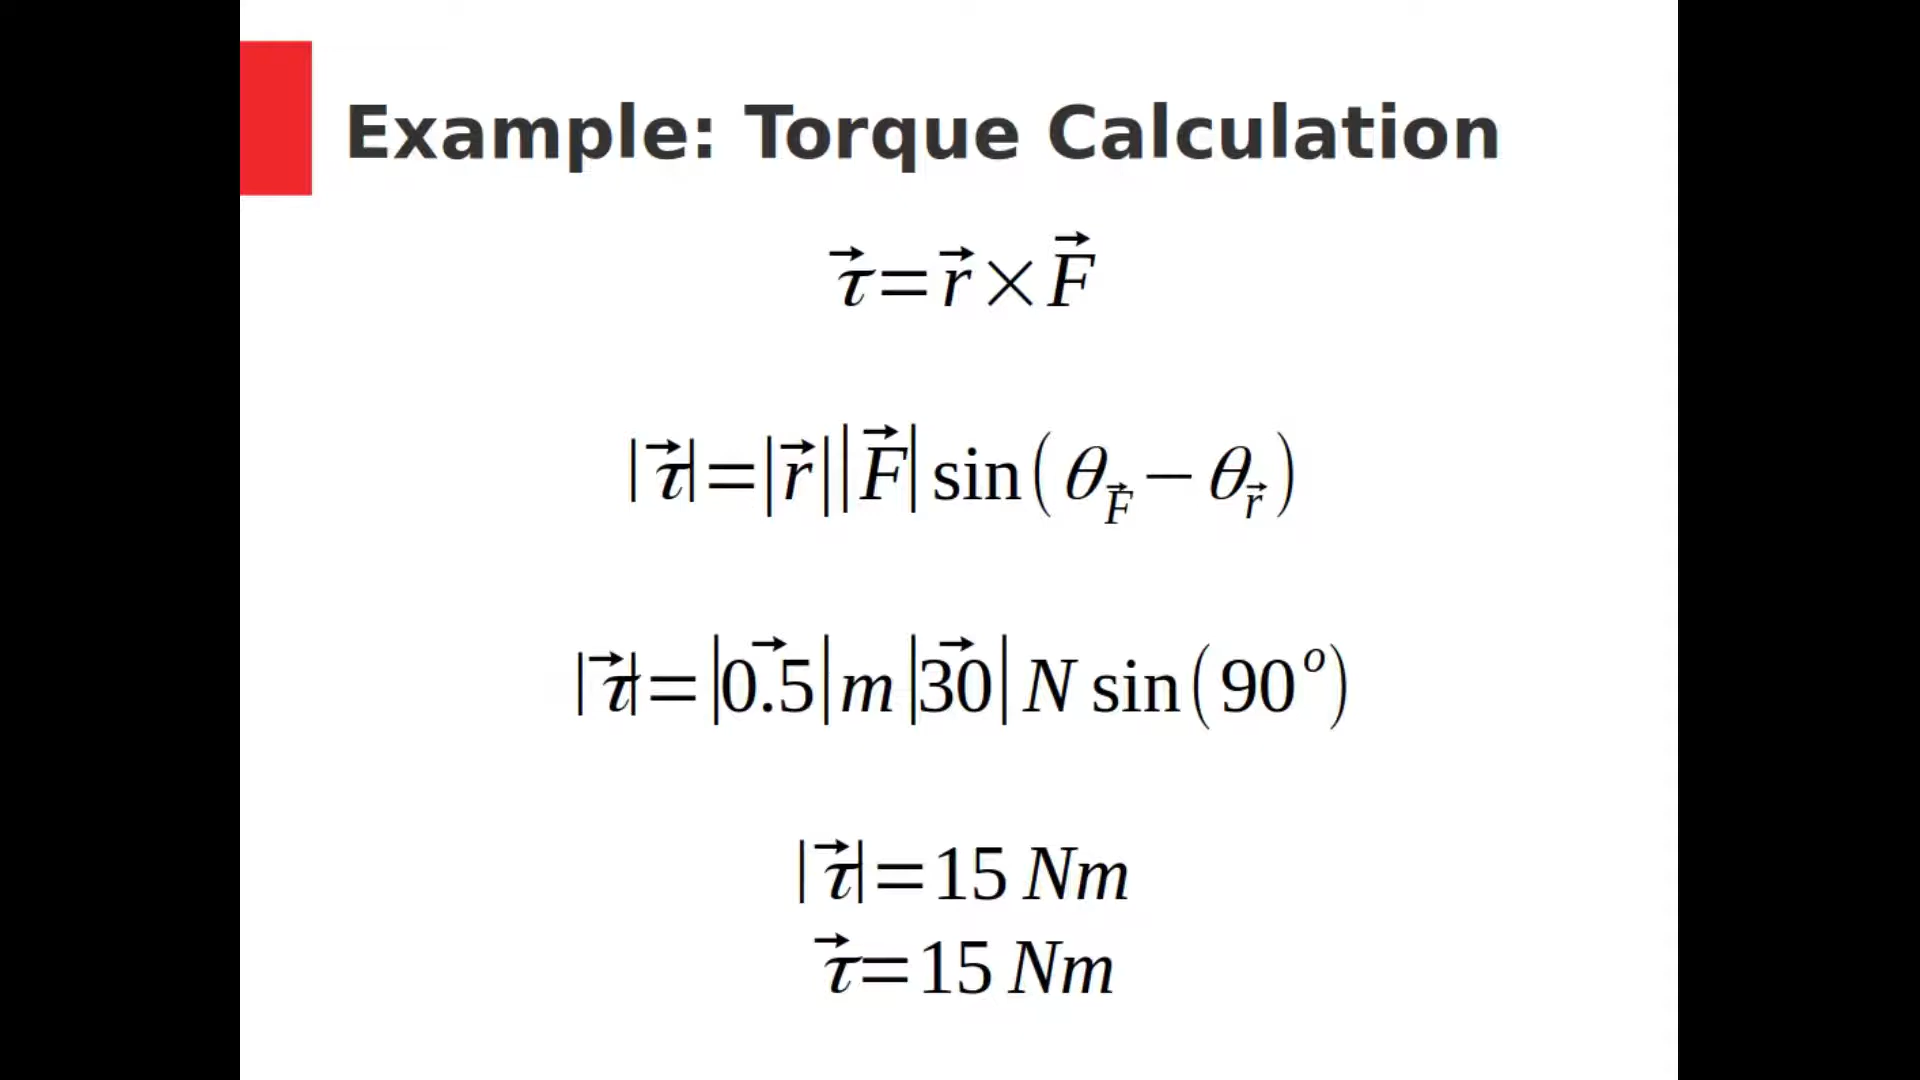 Example: Torque Calculation
τ⃗ = r⃗ × F⃗
|τ⃗| = |r⃗||F⃗| sin(θ_F⃗ − θ_r⃗)
|τ⃗| = |0.5⃗| m |30⃗| N sin(90°)
|τ⃗| = 15 Nm
τ⃗ = 15 Nm